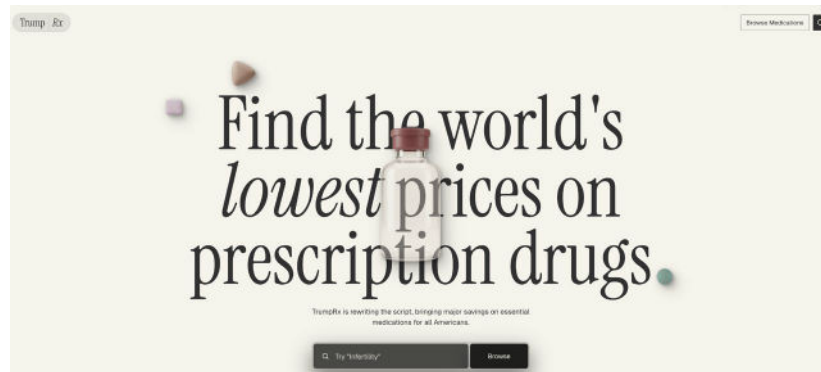 Trump Rx
Browse Medications
Find the world's
lowest prices on
prescription drugs
TrumpRx is rewriting the script, bringing major savings on essential
medications for all Americans.
Try "Infertility"
Browse